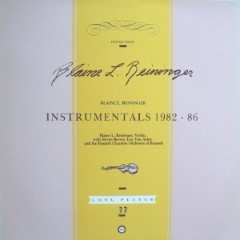 Blaine L. Reininger
BLAINE L. REININGER
INSTRUMENTALS 1982 - 86
Blaine L. Reininger, Violin,
with Steven Brown, Luc Van Acker
and the Chamber Orchestra of Brussels
LONG PLAYER
33